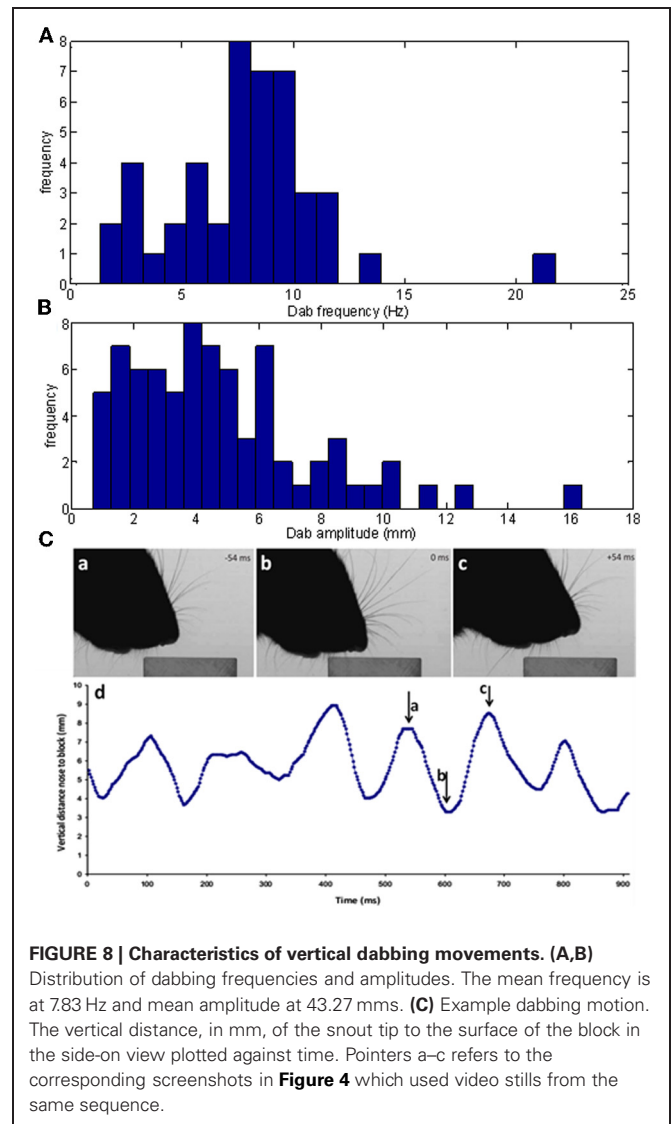 A
8
7
6
5
4
3
2
1
0
frequency
0 5 10 15 20 25
Dab frequency (Hz)
B
8
6
4
2
0
frequency
0 2 4 6 8 10 12 14 16 18
Dab amplitude (mm)
C
a -54 ms
b 0 ms
c +54 ms
d
10
9
8
7
6
5
4
3
2
1
0
Vertical distance nose to block (mm)
a
b
c
0 100 200 300 400 500 600 700 800 900
Time (ms)
FIGURE 8 | Characteristics of vertical dabbing movements. (A,B)
Distribution of dabbing frequencies and amplitudes. The mean frequency is
at 7.83 Hz and mean amplitude at 43.27 mms. (C) Example dabbing motion.
The vertical distance, in mm, of the snout tip to the surface of the block in
the side-on view plotted against time. Pointers a–c refers to the
corresponding screenshots in Figure 4 which used video stills from the
same sequence.